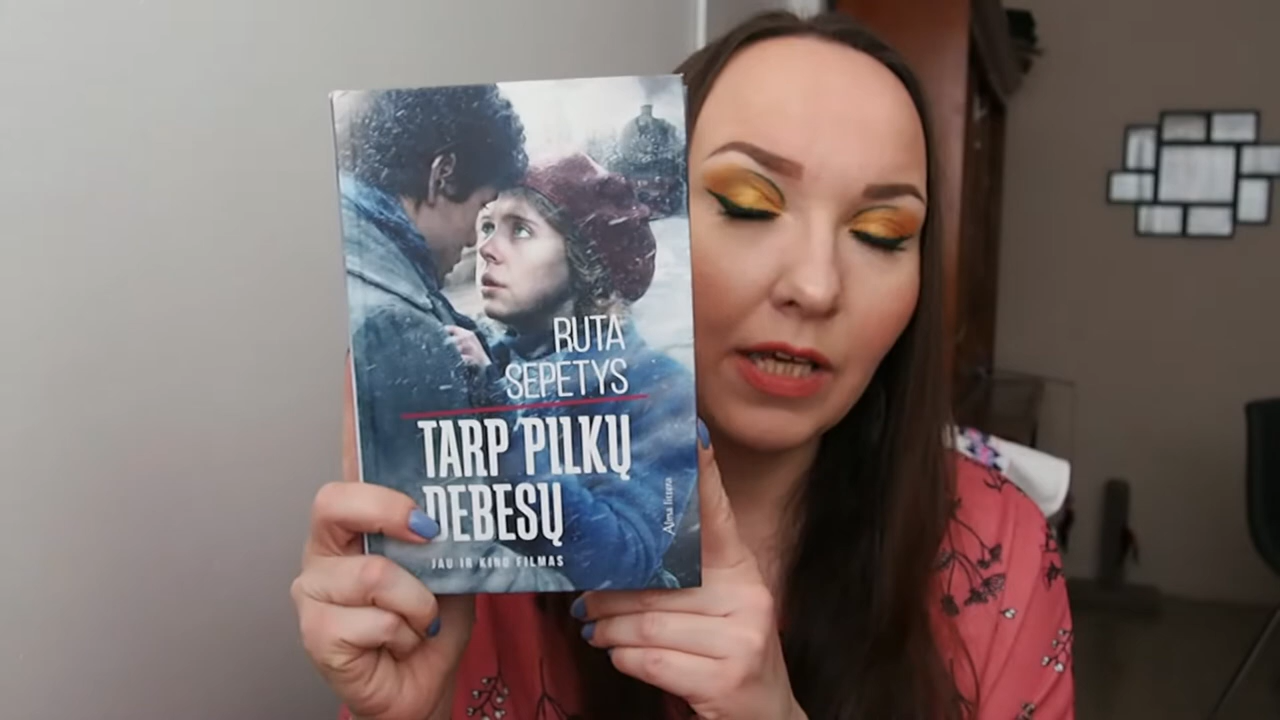 RUTA
SEPETYS
TARP PILKŲ
DEBESŲ
JAU IR KINO FILMAS
Alma littera